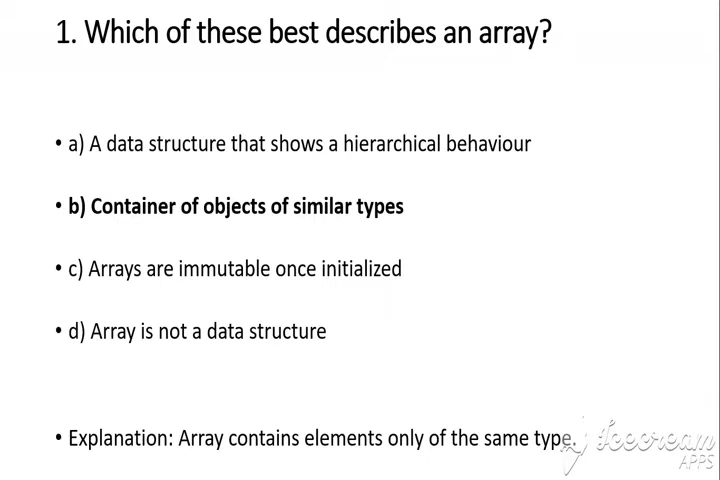 1. Which of these best describes an array?
• a) A data structure that shows a hierarchical behaviour
• b) Container of objects of similar types
• c) Arrays are immutable once initialized
• d) Array is not a data structure
• Explanation: Array contains elements only of the same type.
Icecream
APPS